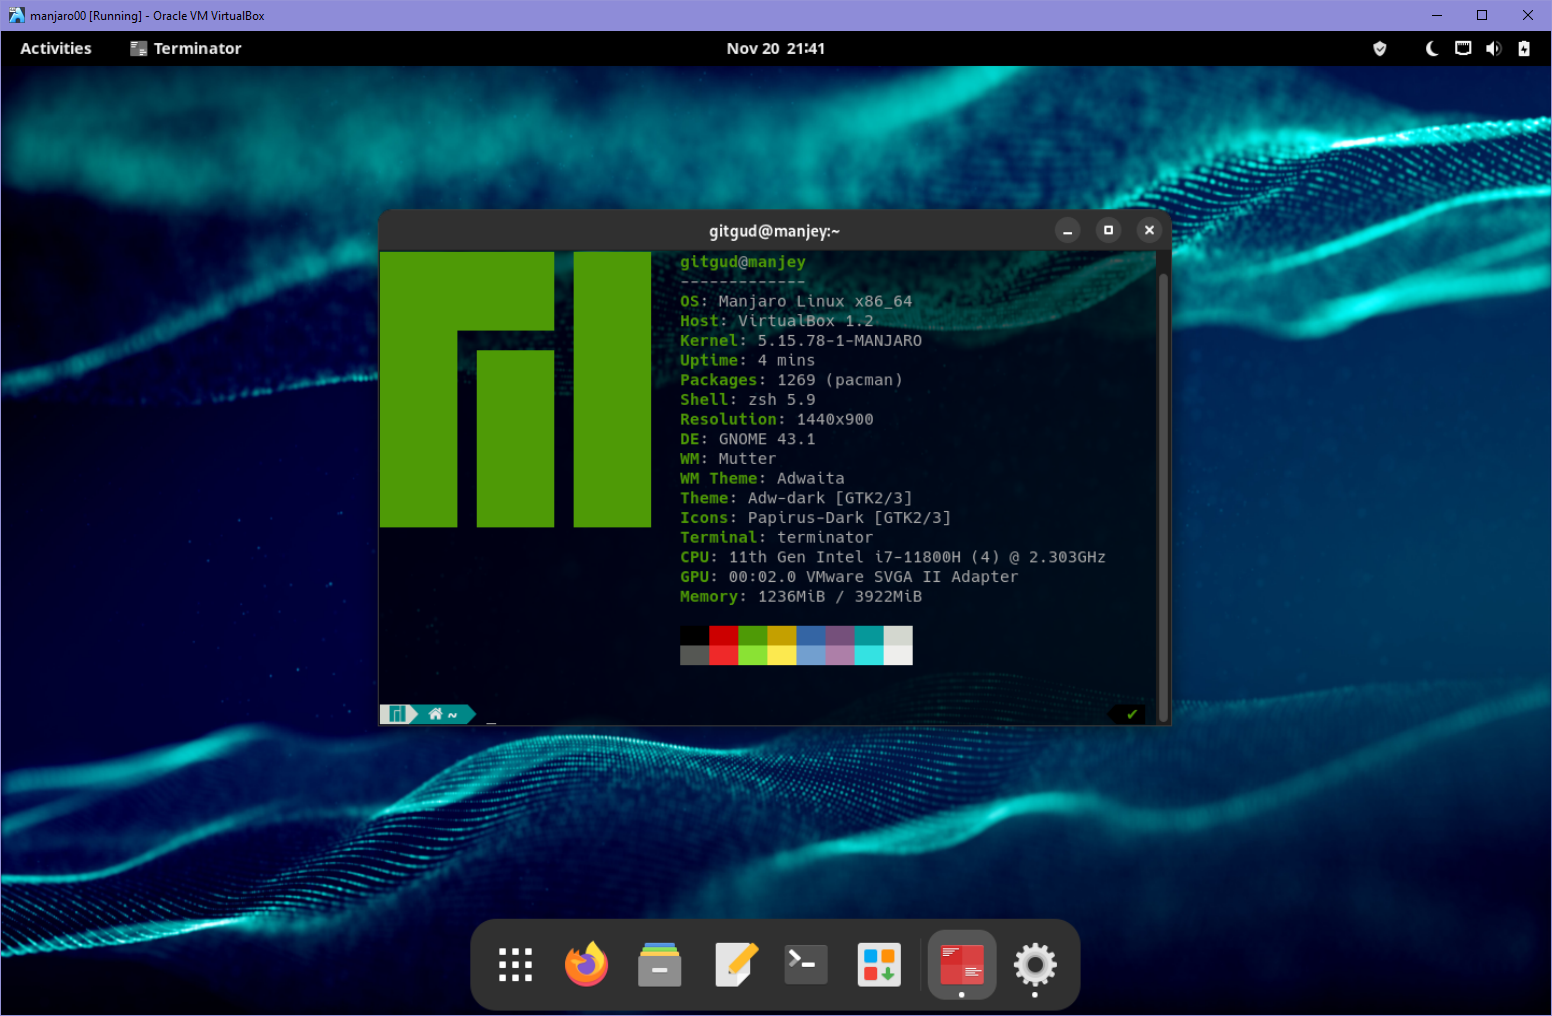 manjaro00 [Running] - Oracle VM VirtualBox
Activities Terminator Nov 20 21:41
gitgud@manjey:~
gitgud@manjey
-------------
OS: Manjaro Linux x86_64
Host: VirtualBox 1.2
Kernel: 5.15.78-1-MANJARO
Uptime: 4 mins
Packages: 1269 (pacman)
Shell: zsh 5.9
Resolution: 1440x900
DE: GNOME 43.1
WM: Mutter
WM Theme: Adwaita
Theme: Adw-dark [GTK2/3]
Icons: Papirus-Dark [GTK2/3]
Terminal: terminator
CPU: 11th Gen Intel i7-11800H (4) @ 2.303GHz
GPU: 00:02.0 VMware SVGA II Adapter
Memory: 1236MiB / 3922MiB
~ _